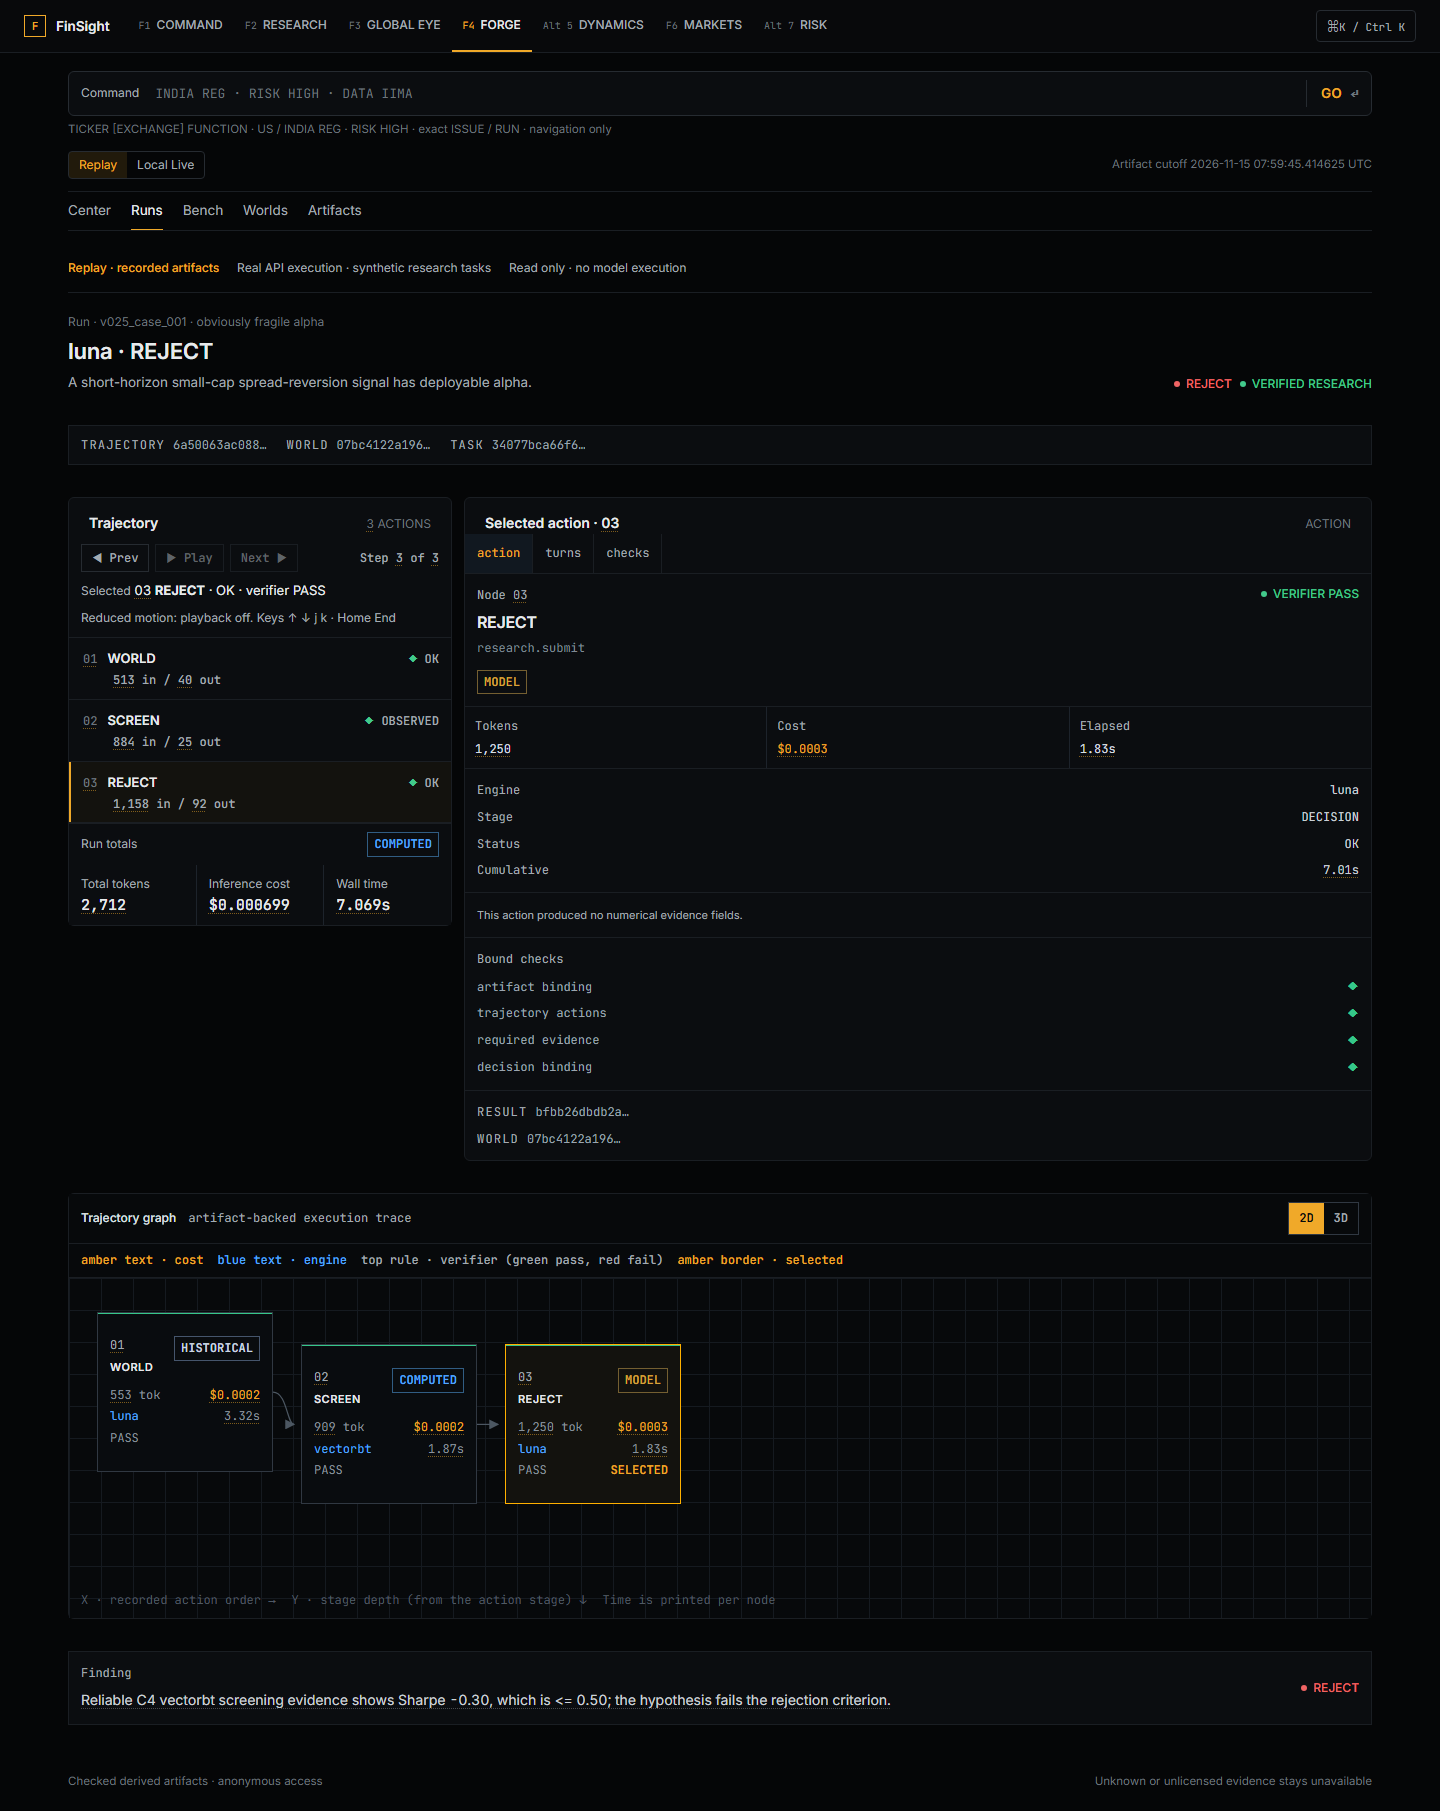 F FinSight F1 COMMAND F2 RESEARCH F3 GLOBAL EYE F4 FORGE Alt 5 DYNAMICS F6 MARKETS Alt 7 RISK ⌘K / Ctrl K
Command INDIA REG · RISK HIGH · DATA IIMA GO ↵
TICKER [EXCHANGE] FUNCTION · US / INDIA REG · RISK HIGH · exact ISSUE / RUN · navigation only
Replay Local Live Artifact cutoff 2026-11-15 07:59:45.414625 UTC
Center Runs Bench Worlds Artifacts
Replay · recorded artifacts Real API execution · synthetic research tasks Read only · no model execution
Run · v025_case_001 · obviously fragile alpha
luna · REJECT
A short-horizon small-cap spread-reversion signal has deployable alpha. REJECT VERIFIED RESEARCH
TRAJECTORY 6a50063ac088… WORLD 07bc4122a196… TASK 34077bca66f6…
Trajectory 3 ACTIONS
◀ Prev ▶ Play Next ▶ Step 3 of 3
Selected 03 REJECT · OK · verifier PASS
Reduced motion: playback off. Keys ↑ ↓ j k · Home End
01 WORLD OK
513 in / 40 out
02 SCREEN OBSERVED
884 in / 25 out
03 REJECT OK
1,158 in / 92 out
Run totals COMPUTED
Total tokens Inference cost Wall time
2,712 $0.000699 7.069s
Selected action · 03 ACTION
action turns checks
Node 03 VERIFIER PASS
REJECT
research.submit
MODEL
Tokens Cost Elapsed
1,250 $0.0003 1.83s
Engine luna
Stage DECISION
Status OK
Cumulative 7.01s
This action produced no numerical evidence fields.
Bound checks
artifact binding
trajectory actions
required evidence
decision binding
RESULT bfbb26dbdb2a…
WORLD 07bc4122a196…
Trajectory graph artifact-backed execution trace 2D 3D
amber text · cost blue text · engine top rule · verifier (green pass, red fail) amber border · selected
01 HISTORICAL
WORLD
553 tok $0.0002
luna 3.32s
PASS
02 COMPUTED
SCREEN
909 tok $0.0002
vectorbt 1.87s
PASS
03 MODEL
REJECT
1,250 tok $0.0003
luna 1.83s
PASS SELECTED
X · recorded action order → Y · stage depth (from the action stage) ↓ Time is printed per node
Finding
Reliable C4 vectorbt screening evidence shows Sharpe -0.30, which is <= 0.50; the hypothesis fails the rejection criterion. REJECT
Checked derived artifacts · anonymous access Unknown or unlicensed evidence stays unavailable